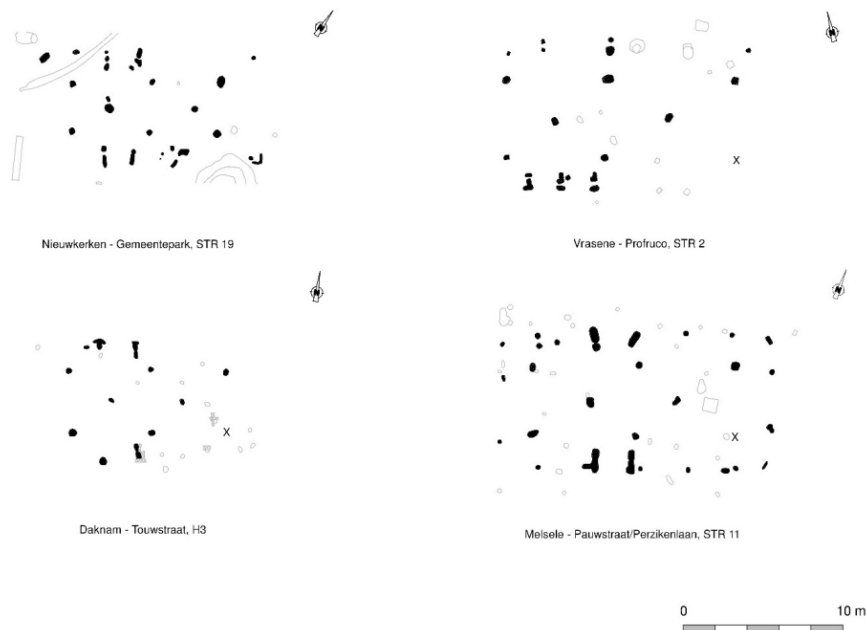 N
N
Nieuwkerken - Gemeentepark, STR 19
X
Vrasene - Profruco, STR 2
N
N
X
Daknam - Touwstraat, H3
X
Melsele - Pauwstraat/Perzikenlaan, STR 11
0 10 m